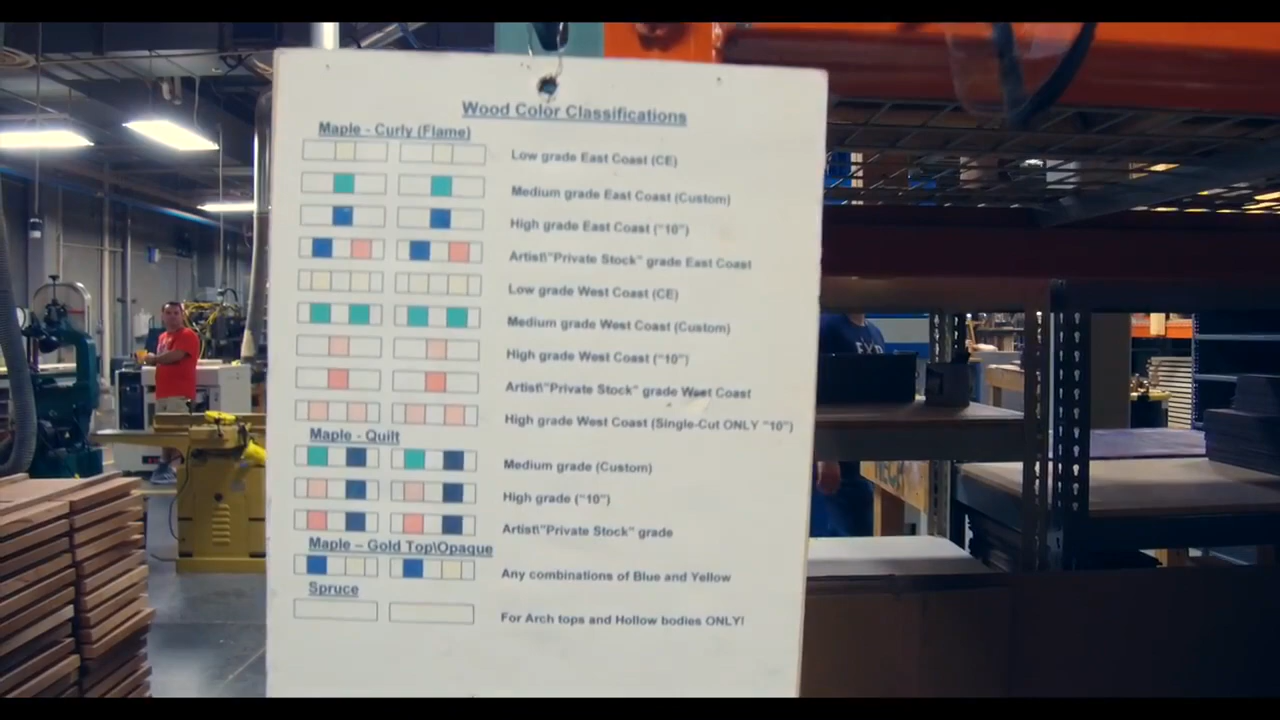 Wood Color Classifications
Maple - Curly (Flame)
Low grade East Coast (CE)
Medium grade East Coast (Custom)
High grade East Coast ("10")
Artist\"Private Stock" grade East Coast
Low grade West Coast (CE)
Medium grade West Coast (Custom)
High grade West Coast ("10")
Artist\"Private Stock" grade West Coast
High grade West Coast (Single-Cut ONLY "10")
Maple - Quilt
Medium grade (Custom)
High grade ("10")
Artist\"Private Stock" grade
Maple – Gold Top\Opaque
Any combinations of Blue and Yellow
Spruce
For Arch tops and Hollow bodies ONLY!